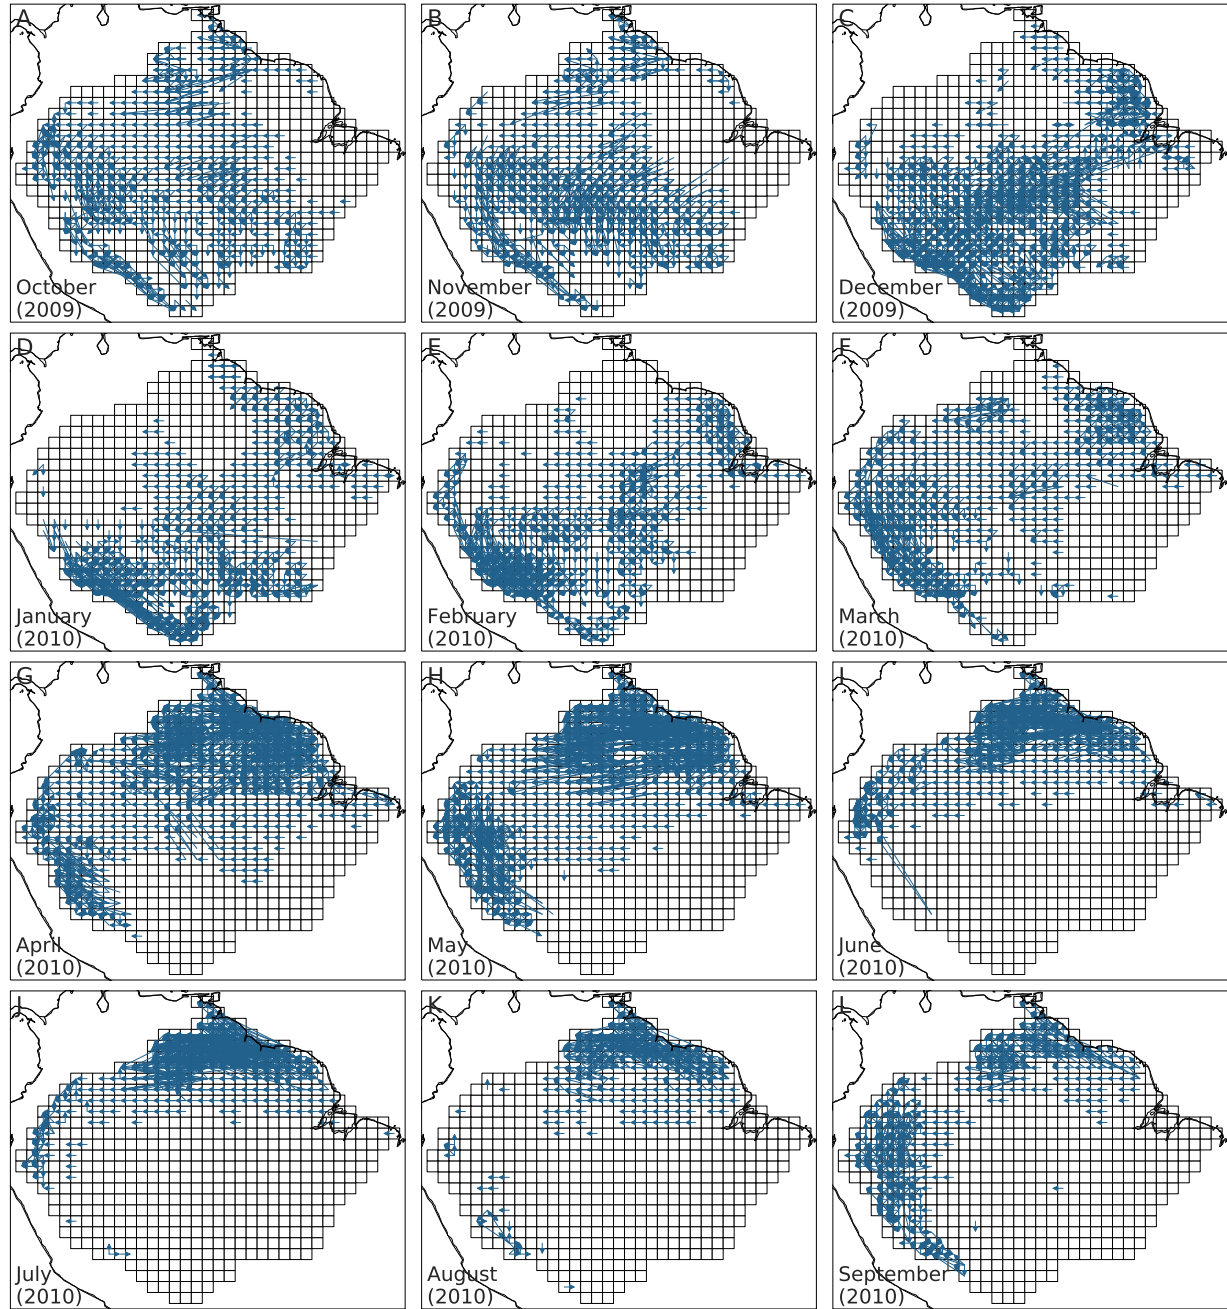 A
October
(2009)
B
November
(2009)
C
December
(2009)
D
January
(2010)
E
February
(2010)
F
March
(2010)
G
April
(2010)
H
May
(2010)
I
June
(2010)
J
July
(2010)
K
August
(2010)
L
September
(2010)